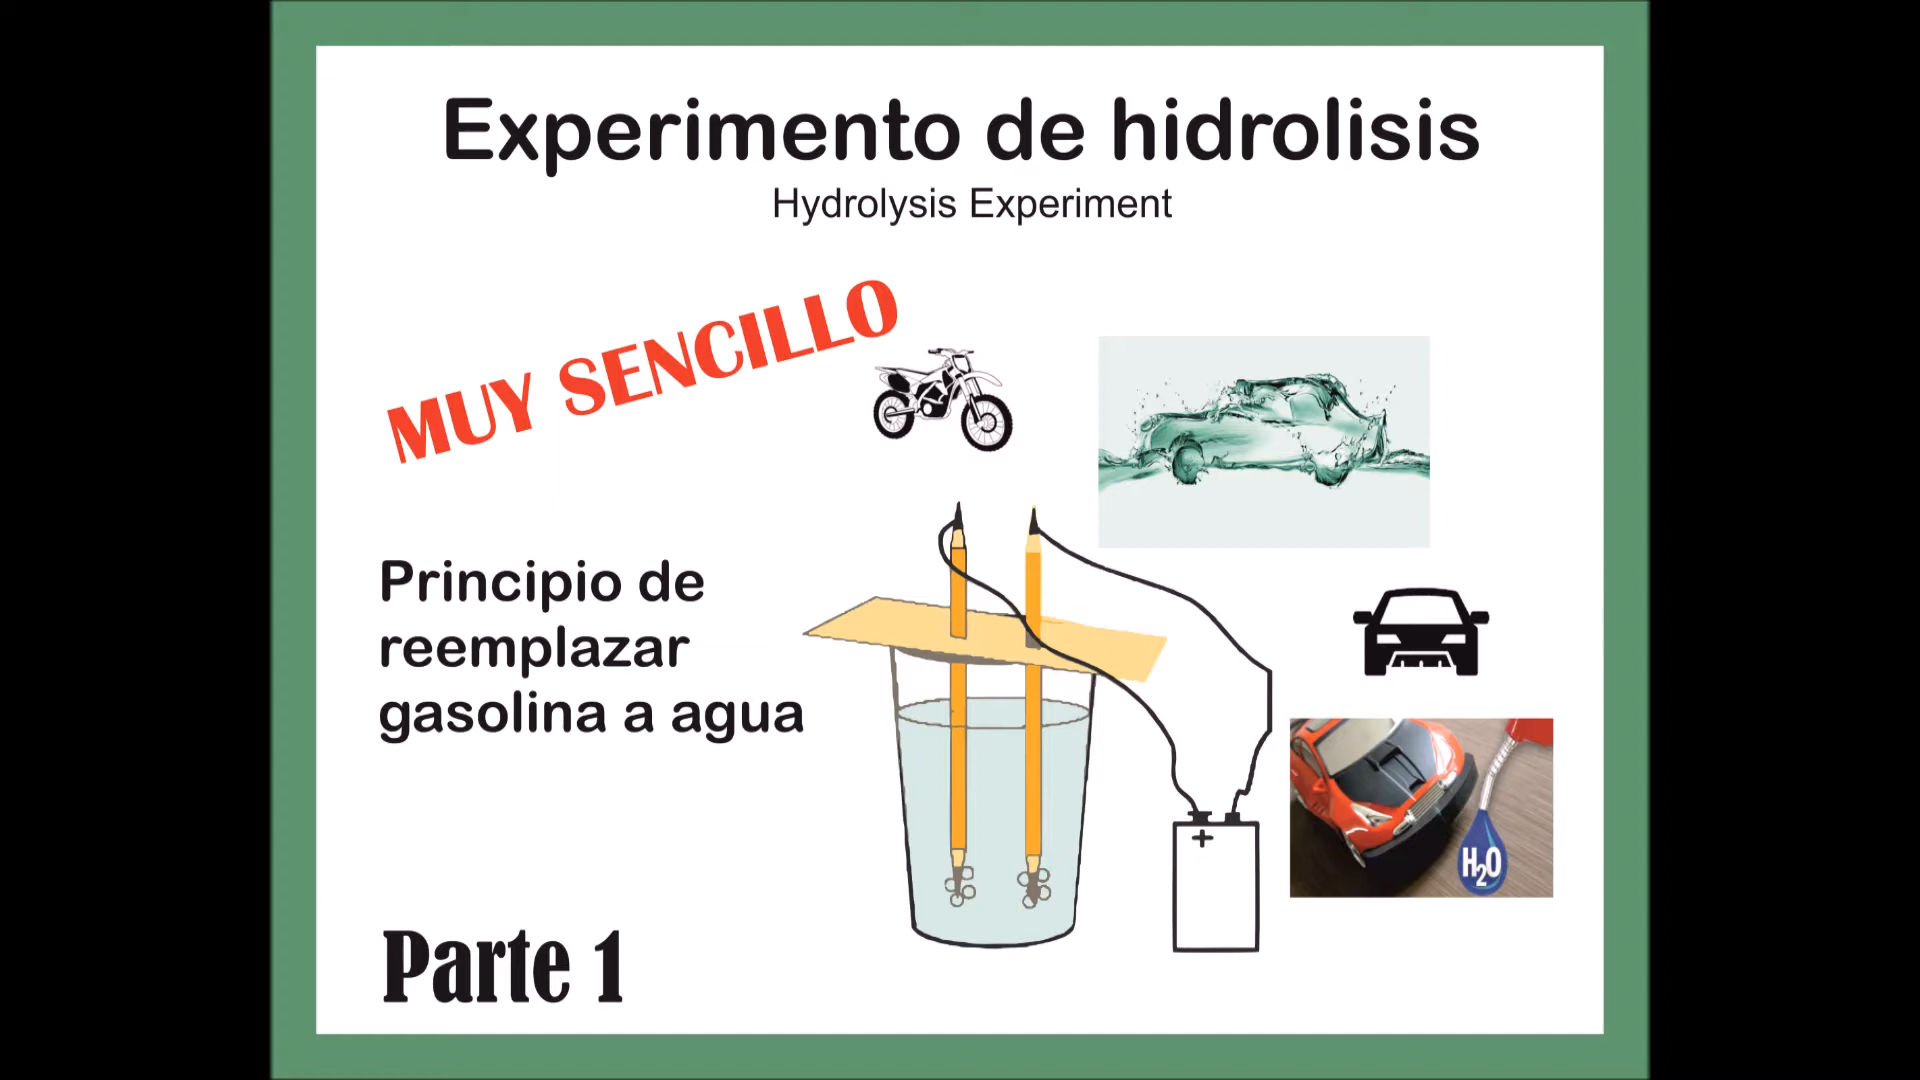 Experimento de hidrolisis
Hydrolysis Experiment
MUY SENCILLO
Principio de
reemplazar
gasolina a agua
+
H2O
Parte 1